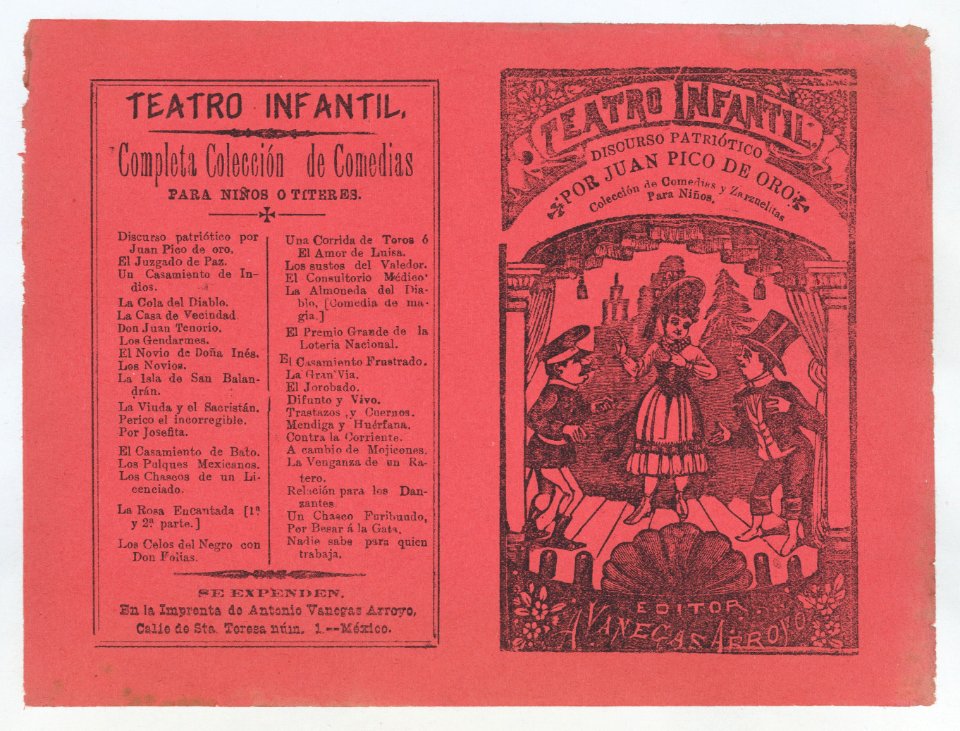 TEATRO INFANTIL.
Completa Colección de Comedias
PARA NIÑOS O TITERES.
Discurso patriótico por
Juan Pico de oro.
El Juzgado de Paz.
Un Casamiento de In-
dios.
La Cola del Diablo.
La Casa de Vecindad
Don Juan Tenorio.
Los Gendarmes.
El Novio de Doña Inés.
Los Novios.
La Isla de San Balan-
drán.
La Viuda y el Sacristán.
Perico el incorregible.
Por Josefita.
El Casamiento de Bato.
Los Pulques Mexicanos.
Los Chascos de un Li-
cenciado.
La Rosa Encantada [1ª
y 2ª parte.]
Los Celos del Negro con
Don Folias.
Una Corrida de Toros ó
El Amor de Luisa.
Los sustos del Valedor.
El Consultorio Médico
La Almoneda del Dia-
blo, [Comedia de ma-
gia.]
El Premio Grande de la
Loteria Nacional.
El Casamiento Frustrado.
La Gran Via.
El Jorobado.
Difunto y Vivo.
Trastazos y Cuernos.
Mendiga y Huérfana.
Contra la Corriente.
A cambio de Mojicones.
La Venganza de un Ra-
tero.
Relación para los Dan-
zantes.
Un Chasco Furibundo,
Por Besar á la Gata.
Nadie sabe para quien
trabaja.
SE EXPENDEN.
En la Imprenta de Antonio Vanegas Arroyo,
Calle de Sta. Teresa núm. 1.--México.
TEATRO INFANTIL
DISCURSO PATRIÓTICO
POR JUAN PICO DE ORO
Colección de Comedias y Zarzuelitas
Para Niños.
EDITOR
A. VANEGAS ARROYO